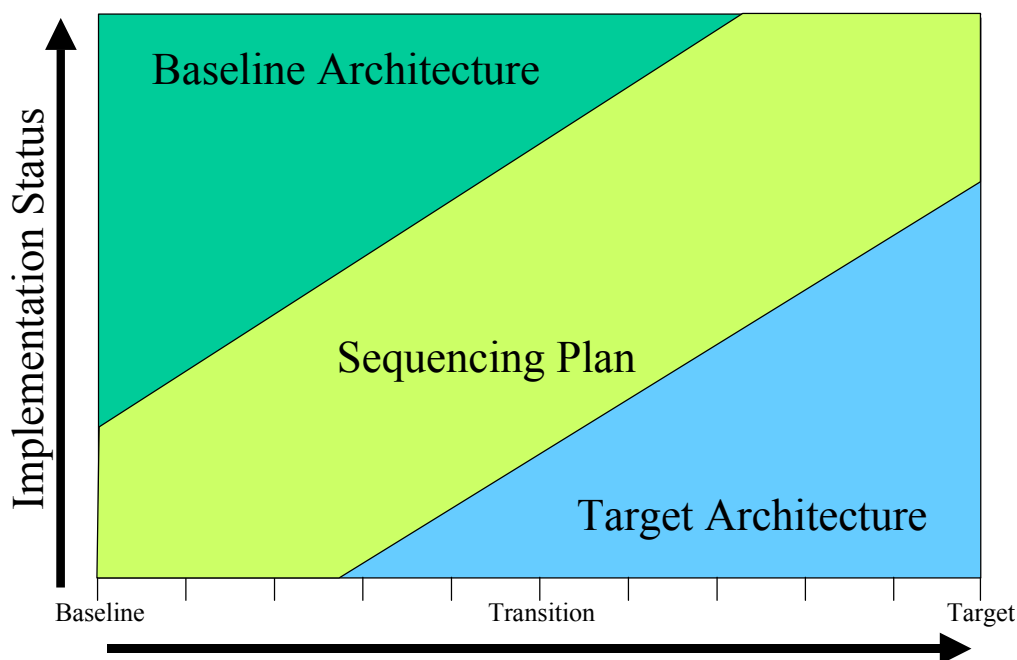 Implementation Status
Baseline Architecture
Sequencing Plan
Target Architecture
Baseline
Transition
Target